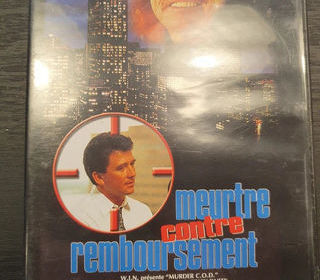 meurtre
contre
remboursement
W.I.N. présente "MURDER C.O.D."